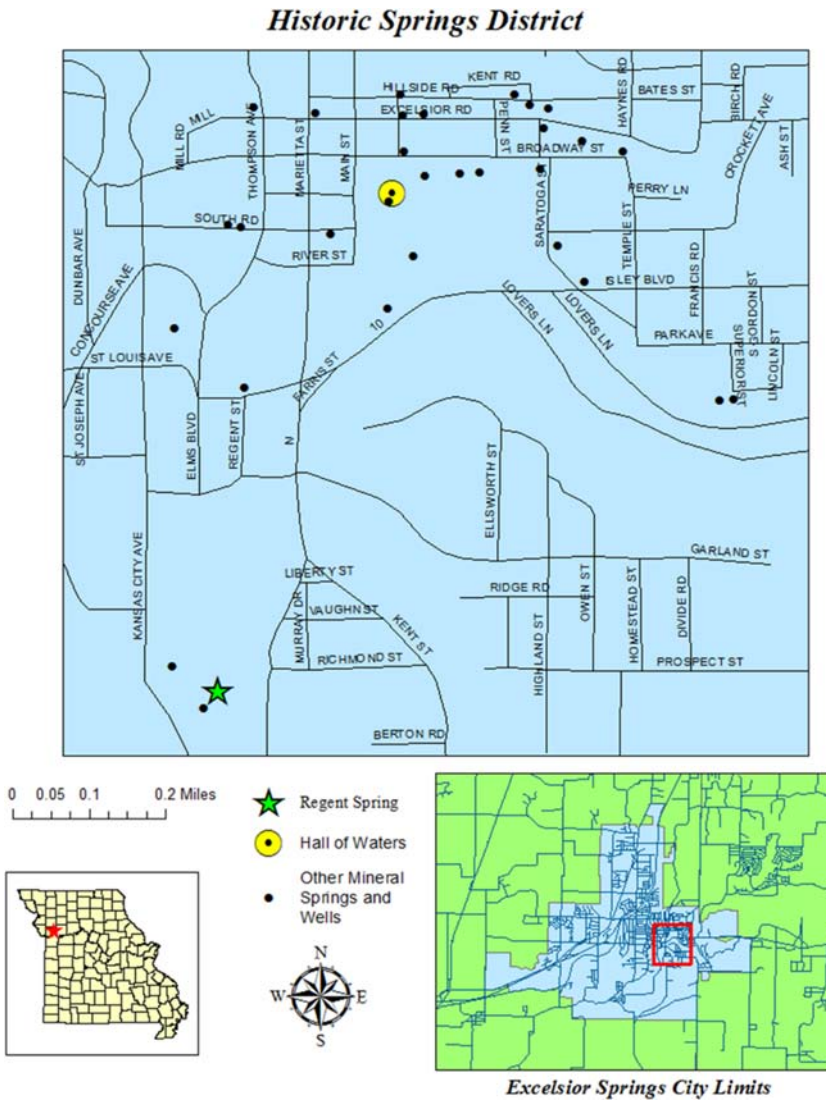 Historic Springs District
KENT RD
HILLSIDE RD
BATES ST
HAYNES RD
BIRCH RD
EXCELSIOR RD
MILL
MILL RD
THOMPSON AVE
MARIETTA ST
MAIN ST
PENN ST
BROADWAY ST
CROCKETT AVE
ASH ST
PERRY LN
SARATOGA ST
TEMPLE ST
SOUTH RD
RIVER ST
DUNBAR AVE
CONCOURSE AVE
FRANCIS RD
ISLEY BLVD
LOVERS LN
LOVERS LN
S GORDON ST
PARKAVE
SUPERIOR ST
LINCOLN ST
10
ST LOUISAVE
FARRIS ST
ST JOSEPH AVE
ELMS BLVD
REGENT ST
N
ELLSWORTH ST
GARLAND ST
KANSAS CITY AVE
LIBERTY ST
RIDGE RD
OWEN ST
HOMESTEAD ST
DIVIDE RD
MURRAY DR
VAUGHN ST
KENT ST
HIGHLAND ST
RICHMOND ST
PROSPECT ST
BERTON RD
0 0.05 0.1 0.2 Miles
Regent Spring
Hall of Waters
Other Mineral
Springs and
Wells
N
W E
S
Excelsior Springs City Limits